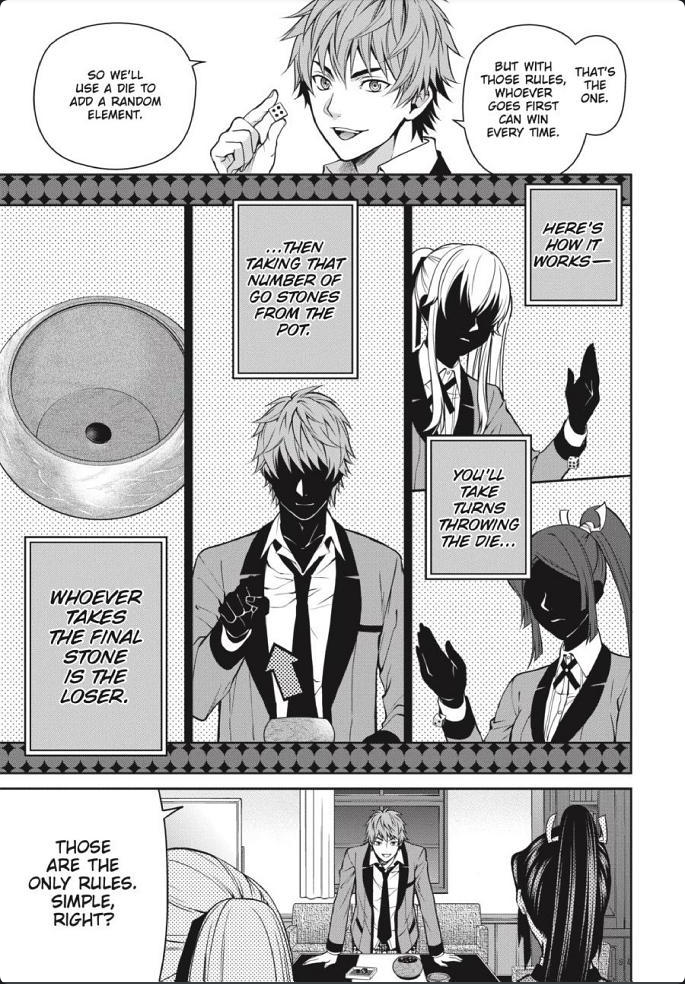 THAT'S
THE
ONE.
BUT WITH
THOSE RULES,
WHOEVER
GOES FIRST
CAN WIN
EVERY TIME.
SO WE'LL
USE A DIE TO
ADD A RANDOM
ELEMENT.
HERE'S
HOW IT
WORKS—
YOU'LL
TAKE
TURNS
THROWING
THE DIE...
...THEN
TAKING THAT
NUMBER OF
GO STONES
FROM THE
POT.
WHOEVER
TAKES
THE FINAL
STONE
IS THE
LOSER.
THOSE
ARE THE
ONLY RULES.
SIMPLE,
RIGHT?